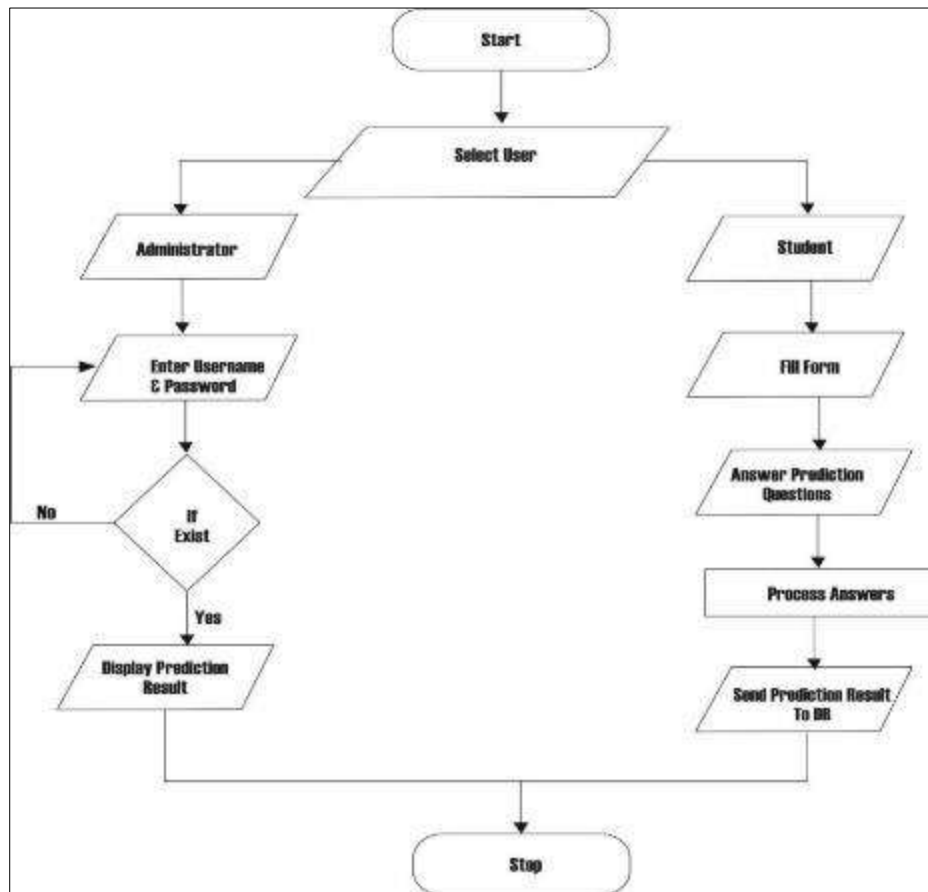 Start
Select User
Administrator
Student
Enter Username
& Password
Fill Form
Answer Prediction
Questions
No
If
Exist
Process Answers
Yes
Display Prediction
Result
Send Prediction Result
To DB
Stop